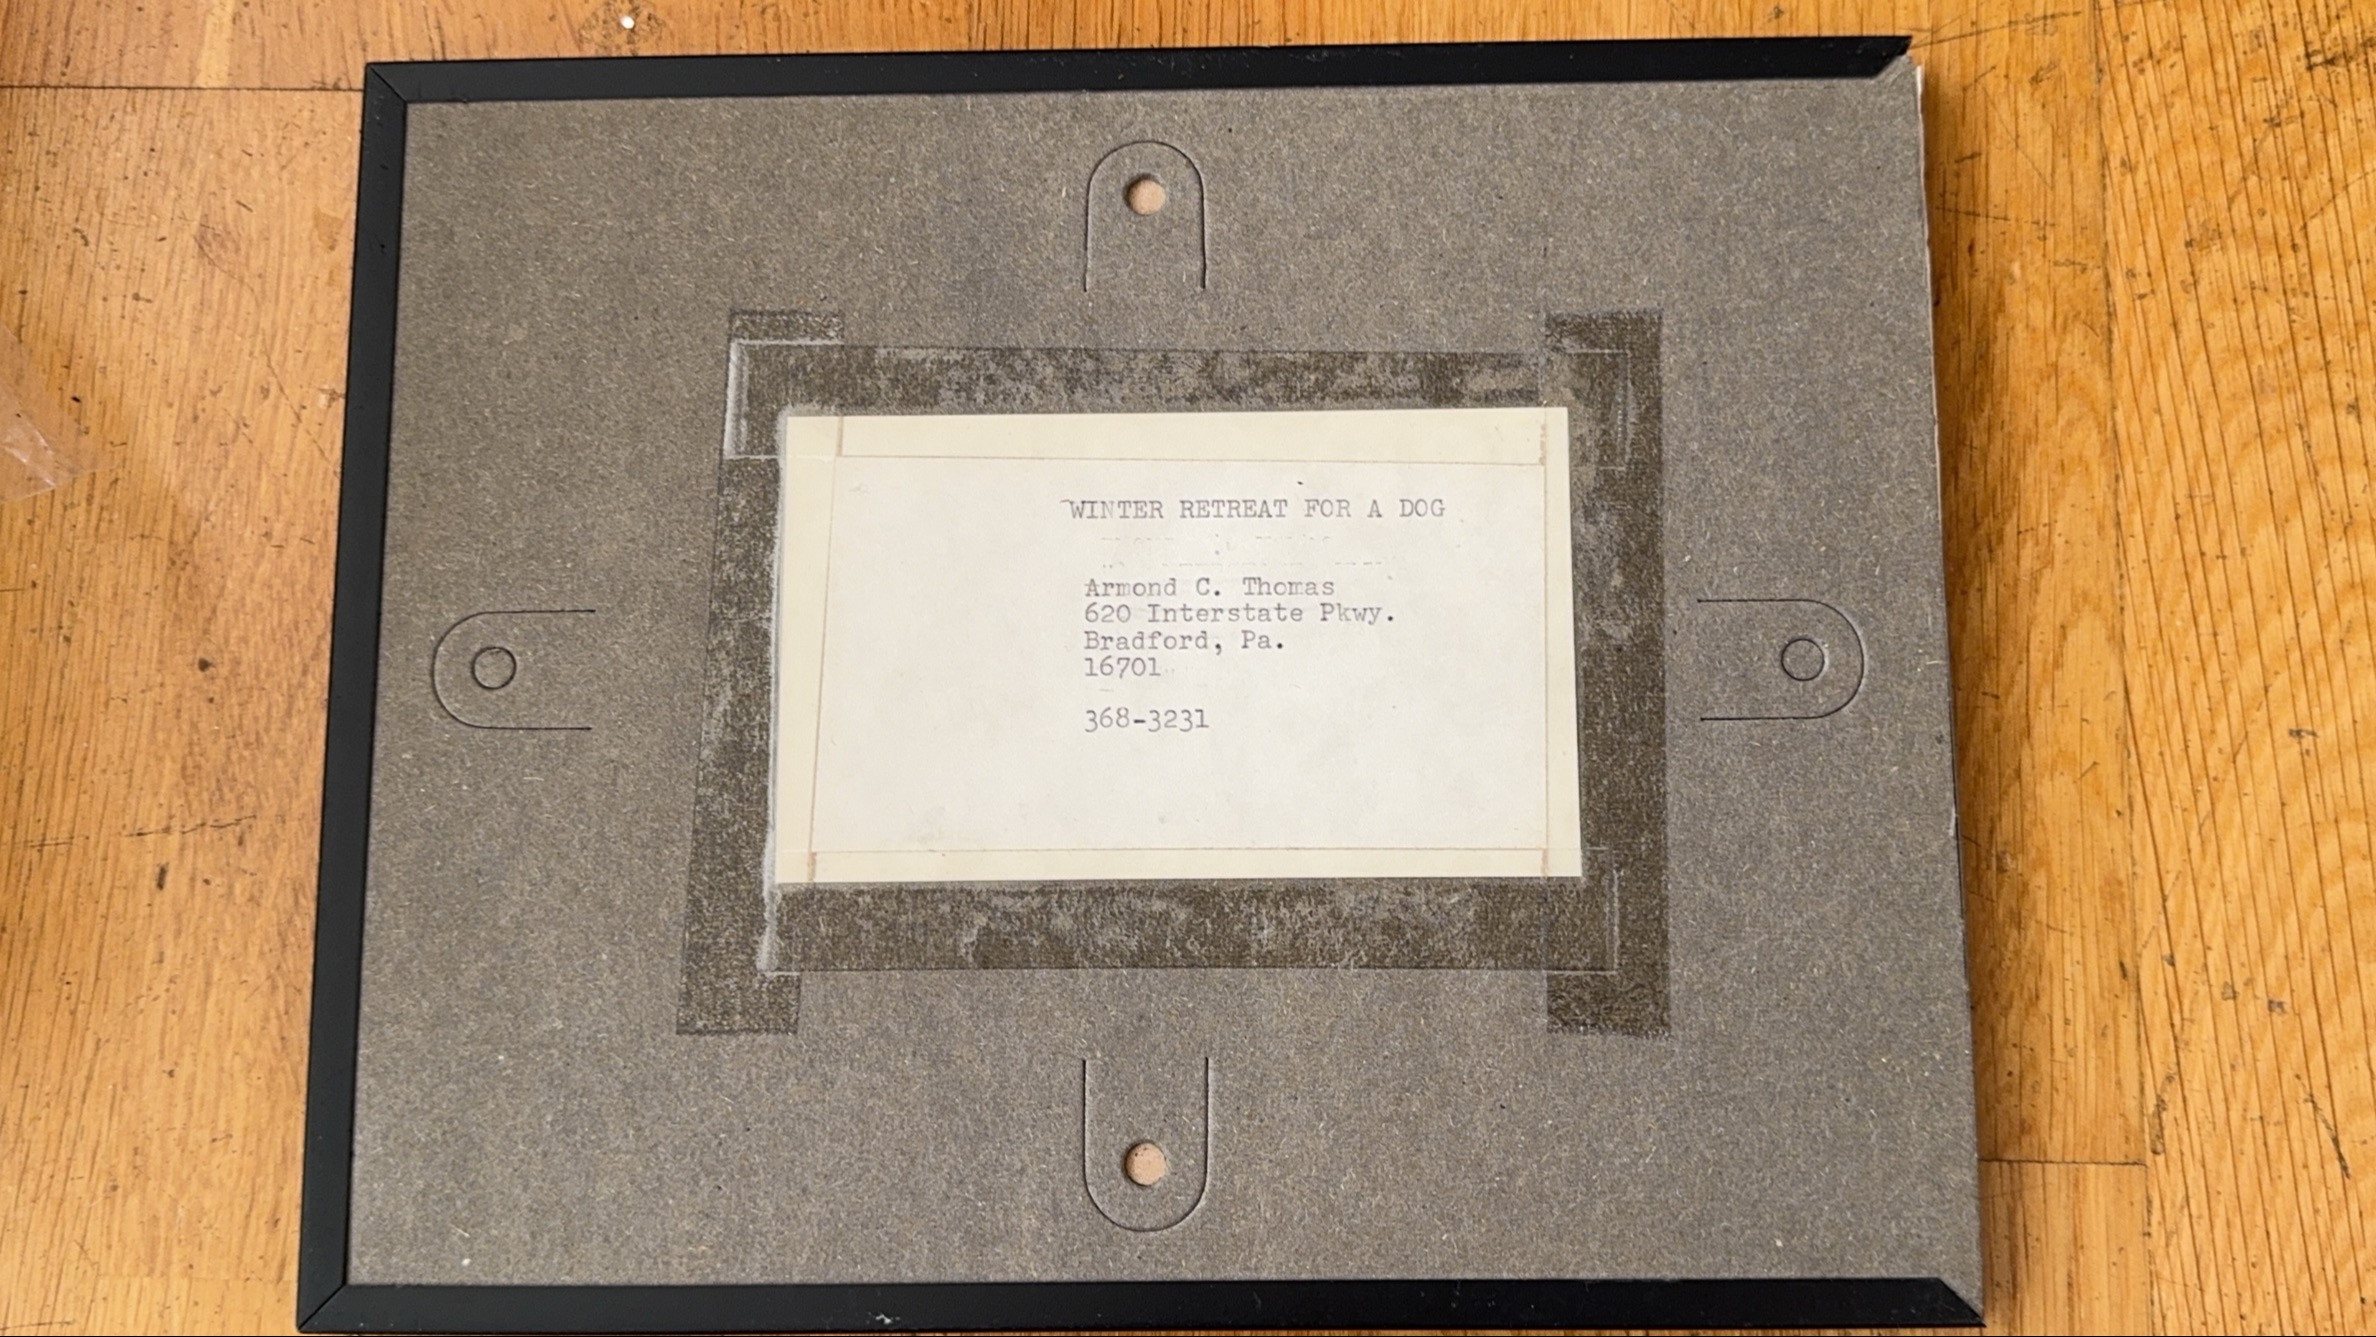 WINTER RETREAT FOR A DOG
Armond C. Thomas
620 Interstate Pkwy.
Bradford, Pa.
16701
368-3231